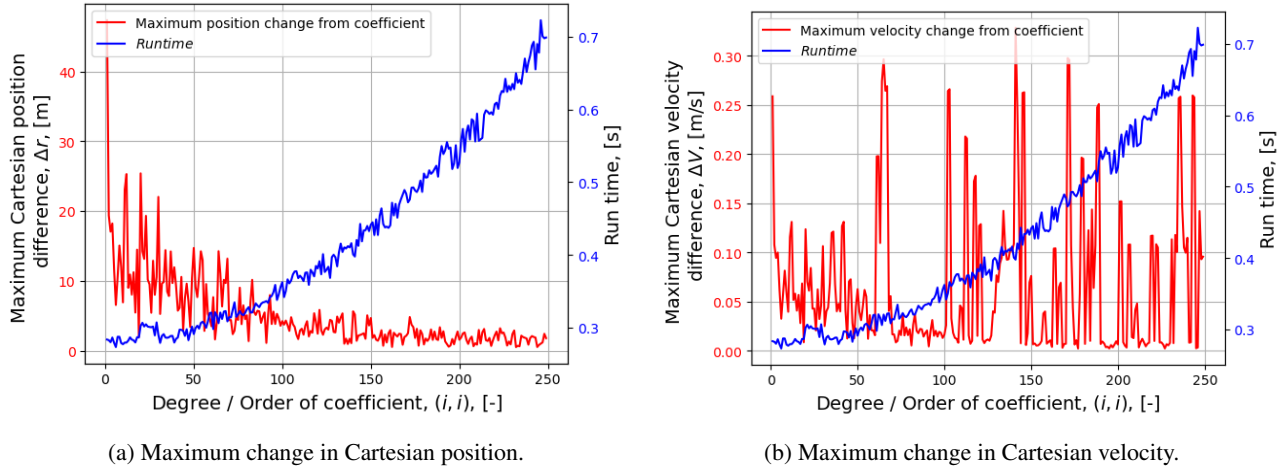 Maximum position change from coefficient
Runtime
Maximum Cartesian position
difference, Δr, [m]
40
30
20
10
0
0.7
0.6
0.5
0.4
0.3
Run time, [s]
0 50 100 150 200 250
Degree / Order of coefficient, (i, i), [-]
(a) Maximum change in Cartesian position.
Maximum velocity change from coefficient
Runtime
Maximum Cartesian velocity
difference, ΔV, [m/s]
0.30
0.25
0.20
0.15
0.10
0.05
0.00
0.7
0.6
0.5
0.4
0.3
Run time, [s]
0 50 100 150 200 250
Degree / Order of coefficient, (i, i), [-]
(b) Maximum change in Cartesian velocity.